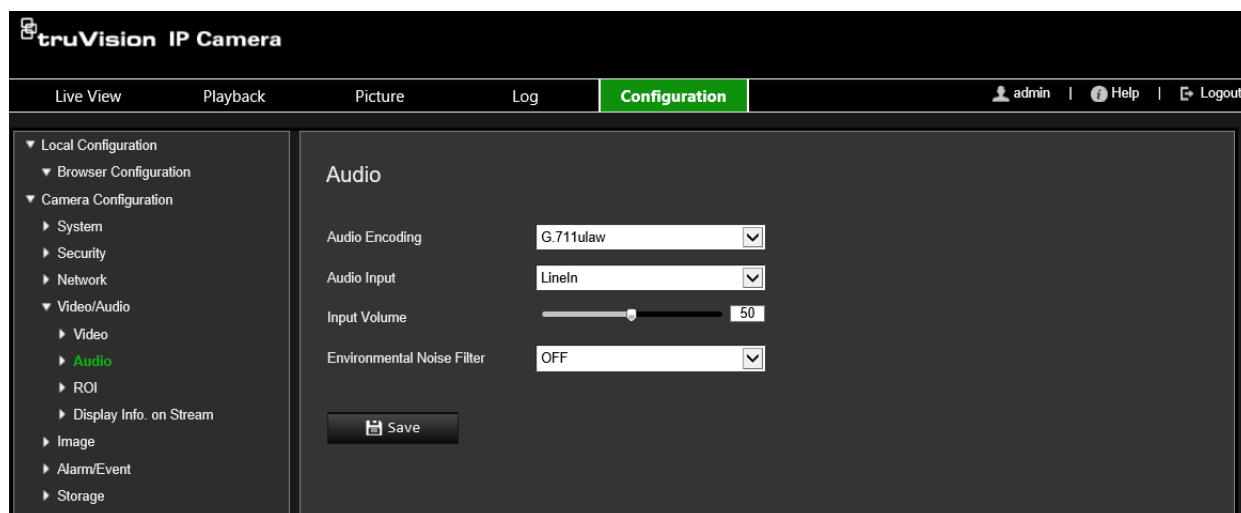 truVision IP Camera
Live View Playback Picture Log Configuration admin | Help | Logout
Local Configuration
Browser Configuration
Camera Configuration
System
Security
Network
Video/Audio
Video
Audio
ROI
Display Info. on Stream
Image
Alarm/Event
Storage
Audio
Audio Encoding G.711ulaw
Audio Input LineIn
Input Volume 50
Environmental Noise Filter OFF
Save